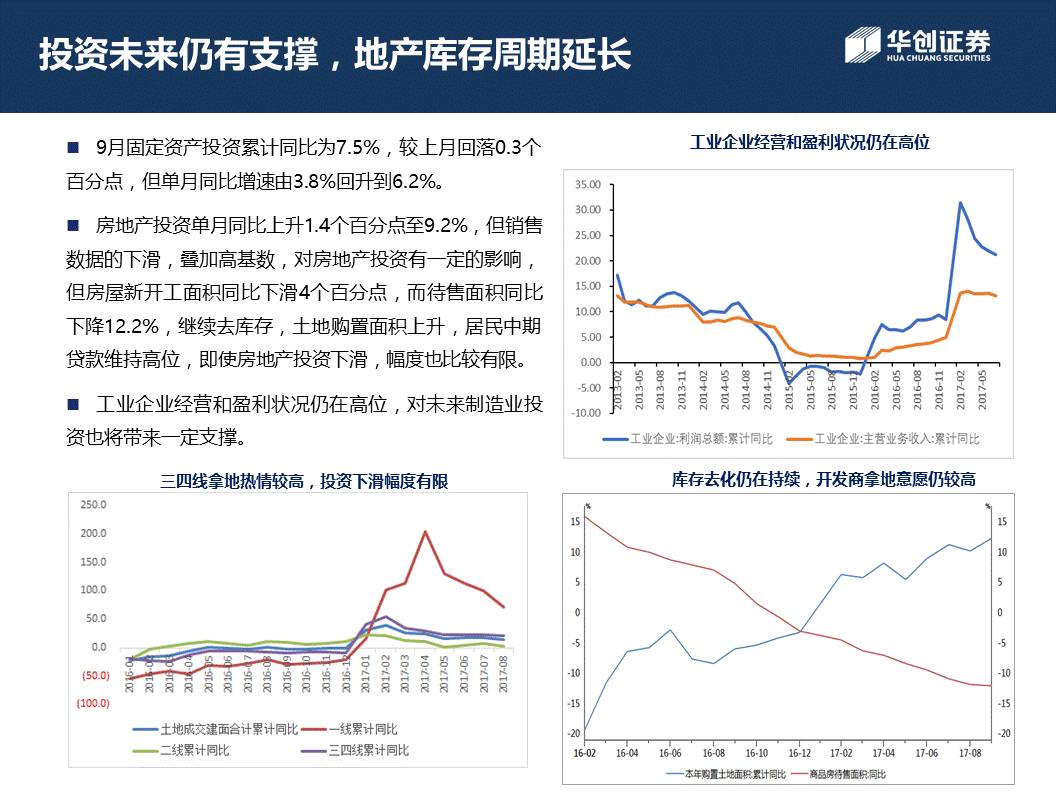 投资未来仍有支撑，地产库存周期延长
华创证券
HUA CHUANG SECURITIES
■ 9月固定资产投资累计同比为7.5%，较上月回落0.3个
百分点，但单月同比增速由3.8%回升到6.2%。
■ 房地产投资单月同比上升1.4个百分点至9.2%，但销售
数据的下滑，叠加高基数，对房地产投资有一定的影响，
但房屋新开工面积同比下滑4个百分点，而待售面积同比
下降12.2%，继续去库存，土地购置面积上升，居民中期
贷款维持高位，即使房地产投资下滑，幅度也比较有限。
■ 工业企业经营和盈利状况仍在高位，对未来制造业投
资也将带来一定支撑。
工业企业经营和盈利状况仍在高位
35.00
30.00
25.00
20.00
15.00
10.00
5.00
0.00
-5.00
-10.00
2013-02 2013-05 2013-08 2013-11 2014-02 2014-05 2014-08 2014-11 2015-02 2015-05 2015-08 2015-11 2016-02 2016-05 2016-08 2016-11 2017-02 2017-05
工业企业:利润总额:累计同比 工业企业:主营业务收入:累计同比
三四线拿地热情较高，投资下滑幅度有限
250.0
200.0
150.0
100.0
50.0
0.0
(50.0)
(100.0)
2016-01 2016-02 2016-03 2016-04 2016-05 2016-06 2016-07 2016-08 2016-09 2016-10 2016-11 2016-12 2017-01 2017-02 2017-03 2017-04 2017-05 2017-06 2017-07 2017-08
土地成交建面合计累计同比 一线累计同比
二线累计同比 三四线累计同比
库存去化仍在持续，开发商拿地意愿仍较高
% %
15 15
10 10
5 5
0 0
-5 -5
-10 -10
-15 -15
-20 -20
16-02 16-04 16-06 16-08 16-10 16-12 17-02 17-04 17-06 17-08
本年购置土地面积:累计同比 商品房待售面积:同比